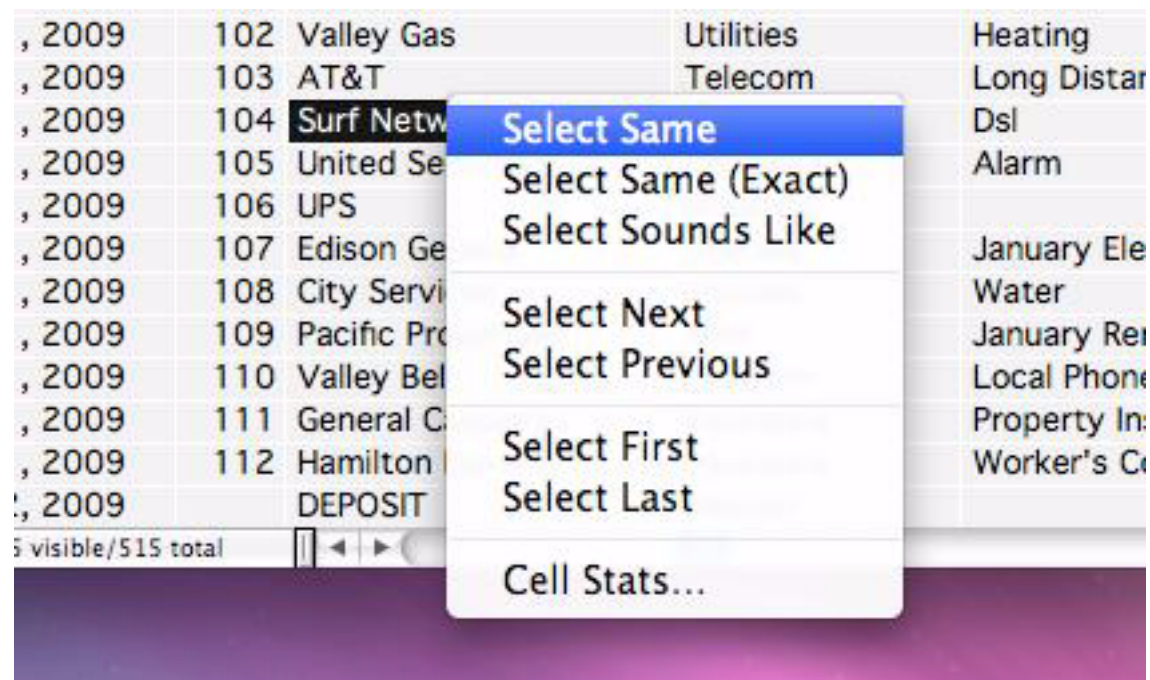 , 2009 102 Valley Gas Utilities Heating
, 2009 103 AT&T Telecom Long Distar
, 2009 104 Surf Netw Dsl
, 2009 105 United Se Alarm
, 2009 106 UPS
, 2009 107 Edison Ge January Ele
, 2009 108 City Servi Water
, 2009 109 Pacific Pro January Rer
, 2009 110 Valley Bel Local Phone
, 2009 111 General Ca Property Ins
, 2009 112 Hamilton Worker's Co
, 2009 DEPOSIT
visible/515 total
Select Same
Select Same (Exact)
Select Sounds Like
Select Next
Select Previous
Select First
Select Last
Cell Stats...